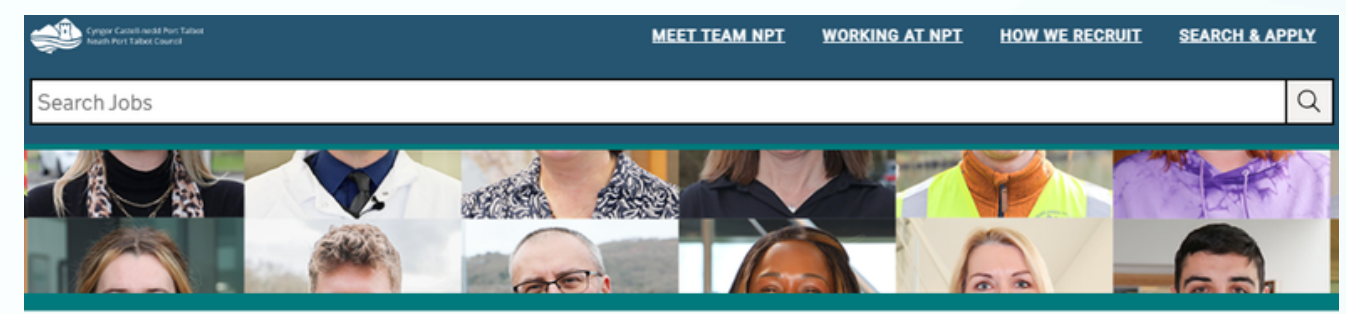 Cyngor Castell-nedd Port Talbot
Neath Port Talbot Council
MEET TEAM NPT WORKING AT NPT HOW WE RECRUIT SEARCH & APPLY
Search Jobs